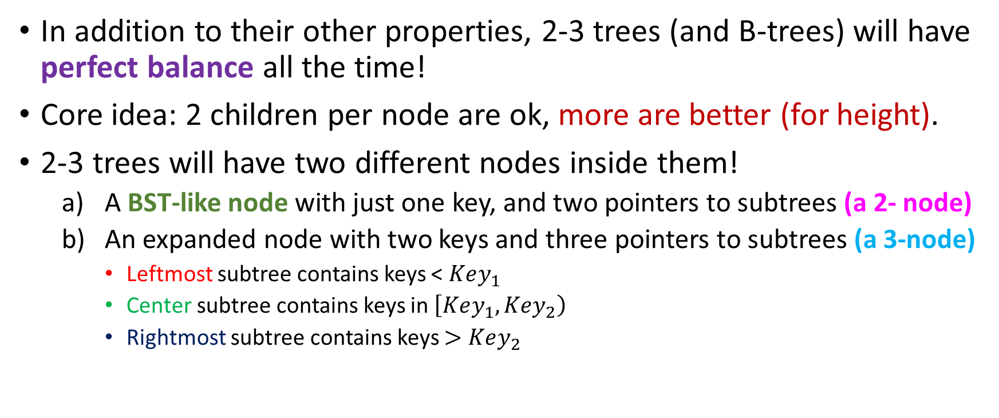 • In addition to their other properties, 2-3 trees (and B-trees) will have
perfect balance all the time!
• Core idea: 2 children per node are ok, more are better (for height).
• 2-3 trees will have two different nodes inside them!
a) A BST-like node with just one key, and two pointers to subtrees (a 2- node)
b) An expanded node with two keys and three pointers to subtrees (a 3-node)
• Leftmost subtree contains keys < Key₁
• Center subtree contains keys in [Key₁, Key₂)
• Rightmost subtree contains keys > Key₂